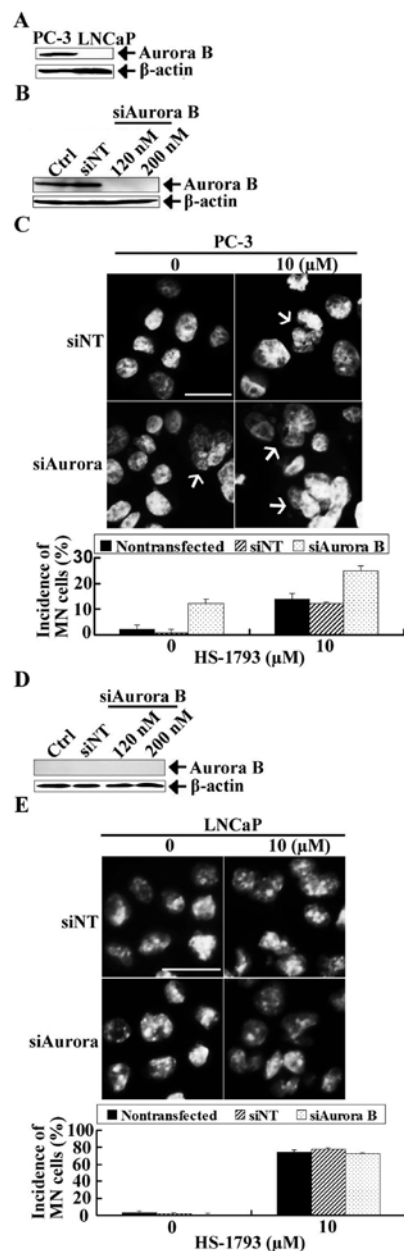 A
PC-3 LNCaP
Aurora B
β-actin
B
siAurora B
Ctrl siNT 120 nM 200 nM
Aurora B
β-actin
C
PC-3
0 10 (μM)
siNT
siAurora
Nontransfected siNT siAurora B
Incidence of
MN cells (%)
30
20
10
0
0 10
HS-1793 (μM)
D
siAurora B
Ctrl siNT 120 nM 200 nM
Aurora B
β-actin
E
LNCaP
0 10 (μM)
siNT
siAurora
Nontransfected siNT siAurora B
Incidence of
MN cells (%)
80
60
40
20
0
0 10
HS-1793 (μM)